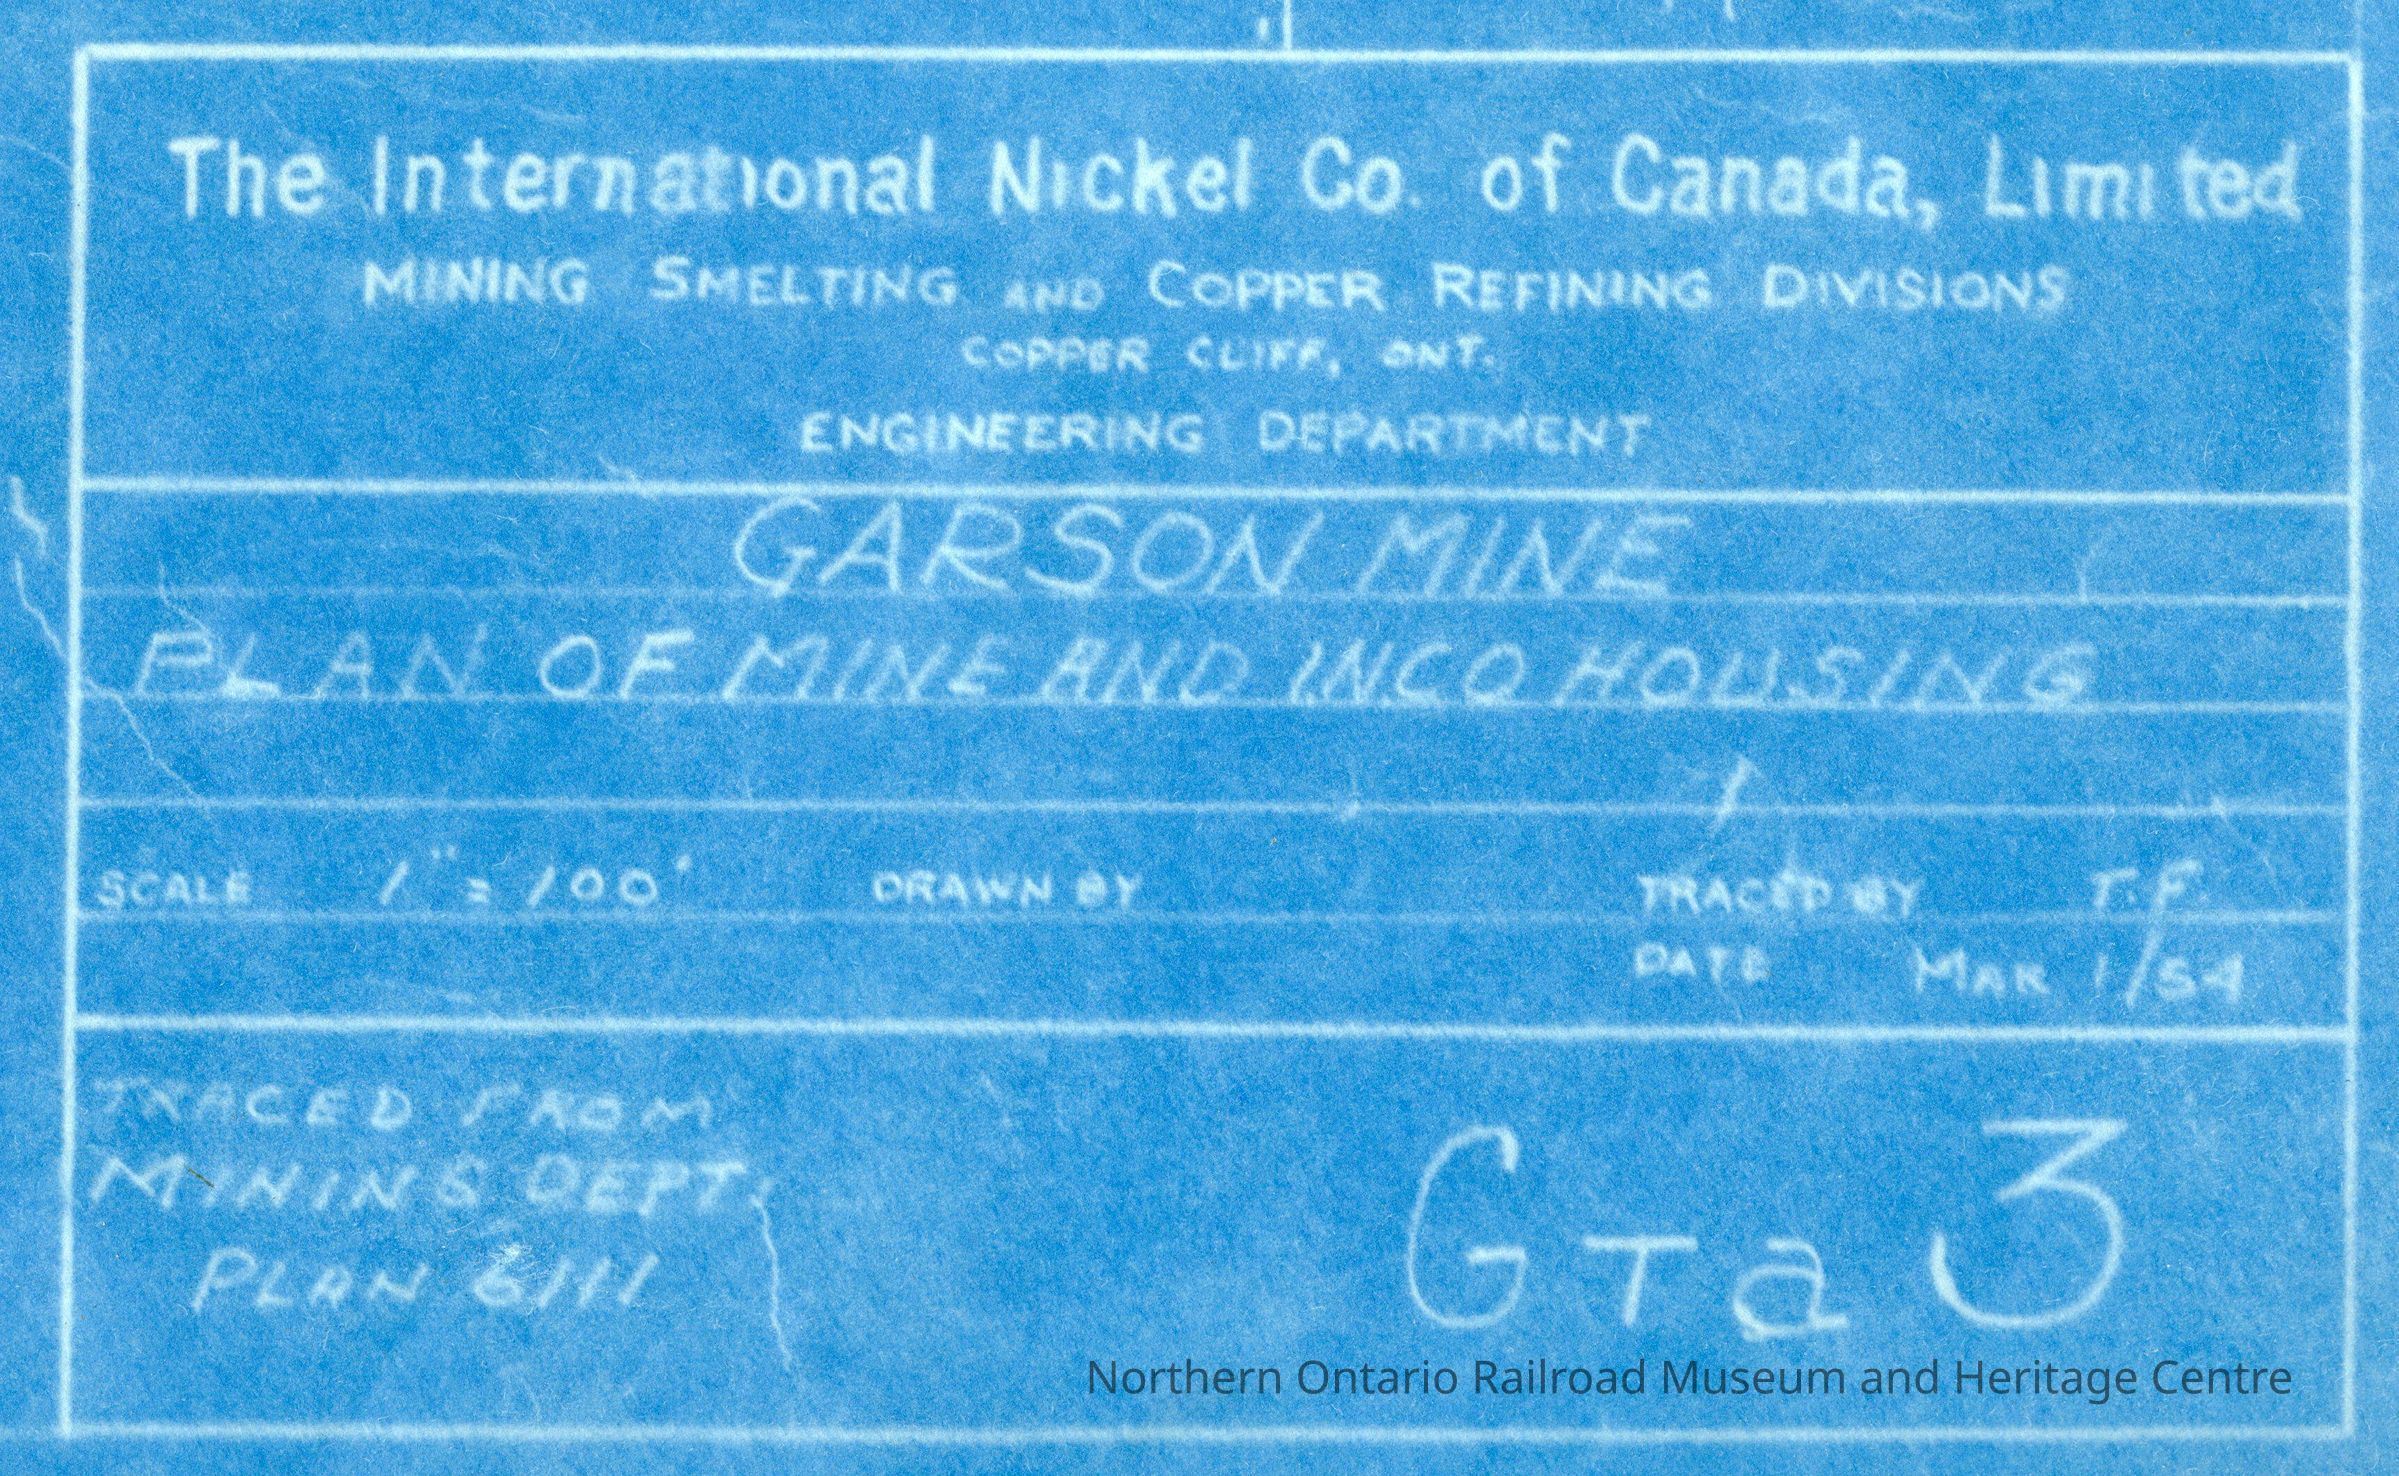 The International Nickel Co. of Canada, Limited
MINING SMELTING AND COPPER REFINING DIVISIONS
COPPER CLIFF, ONT.
ENGINEERING DEPARTMENT
GARSON MINE
PLAN OF MINE AND INCO HOUSING
SCALE 1" = 100' DRAWN BY TRACED BY T.F.
DATE MAR 1/54
TRACED FROM
MINING DEPT,
PLAN 6111
GTa 3
Northern Ontario Railroad Museum and Heritage Centre